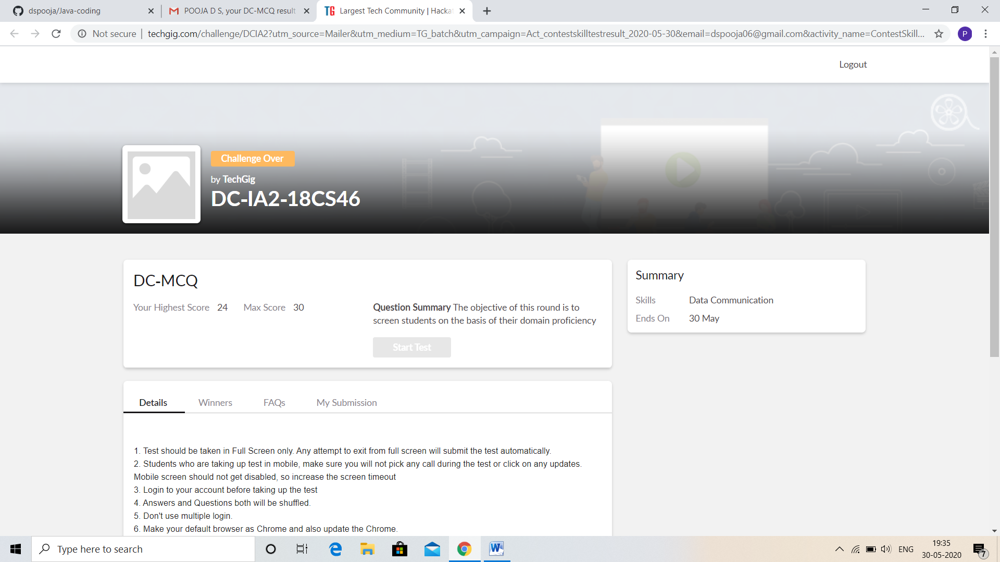 dspooja/Java-coding
POOJA D S, your DC-MCQ result
TG Largest Tech Community | Hacka
Not secure | techgig.com/challenge/DCIA2?utm_source=Mailer&utm_medium=TG_batch&utm_campaign=Act_contestskilltestresult_2020-05-30&email=dspooja06@gmail.com&activity_name=ContestSkill...
P
Logout
Challenge Over
by TechGig
DC-IA2-18CS46
DC-MCQ
Your Highest Score 24 Max Score 30
Question Summary The objective of this round is to
screen students on the basis of their domain proficiency
Start Test
Summary
Skills Data Communication
Ends On 30 May
Details Winners FAQs My Submission
1. Test should be taken in Full Screen only. Any attempt to exit from full screen will submit the test automatically.
2. Students who are taking up test in mobile, make sure you will not pick any call during the test or click on any updates.
Mobile screen should not get disabled, so increase the screen timeout
3. Login to your account before taking up the test
4. Answers and Questions both will be shuffled.
5. Don't use multiple login.
6. Make your default browser as Chrome and also update the Chrome.
Type here to search
W
ENG
19:35
30-05-2020
7